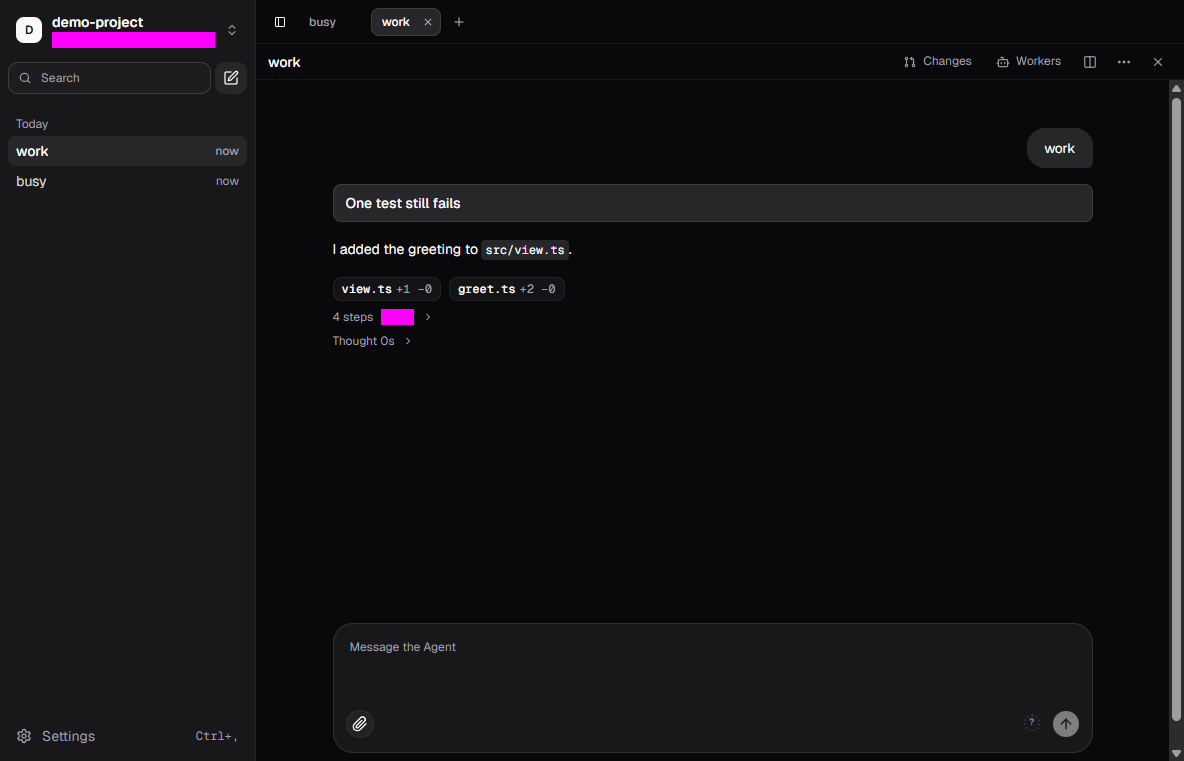 D
demo-project
Search
Today
work now
busy now
Settings Ctrl+,
busy
work
work
Changes
Workers
work
One test still fails
I added the greeting to src/view.ts.
view.ts +1 −0 greet.ts +2 −0
4 steps
Thought 0s
Message the Agent
?